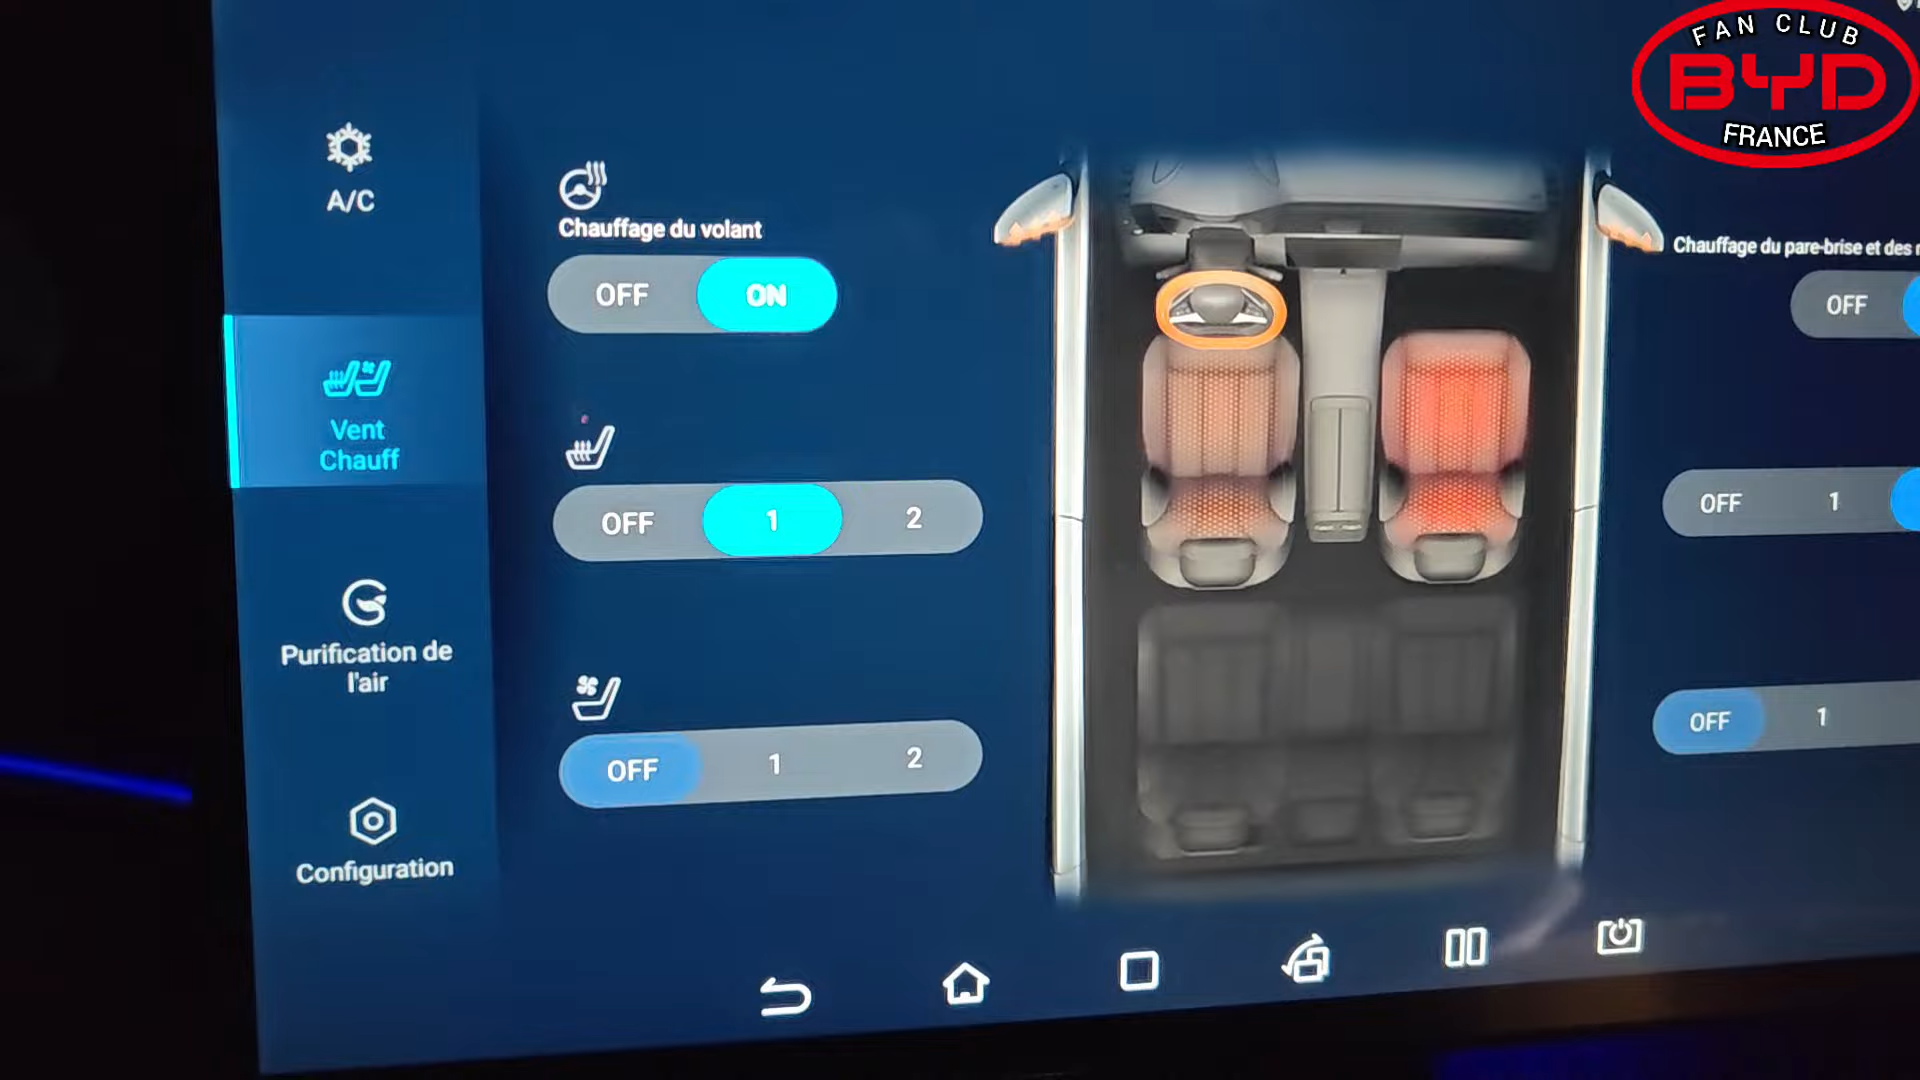 FAN CLUB
BYD
FRANCE
A/C
Vent
Chauff
Purification de
l'air
Configuration
Chauffage du volant
OFF ON
OFF 1 2
OFF 1 2
Chauffage du pare-brise et des
OFF
OFF 1
OFF 1